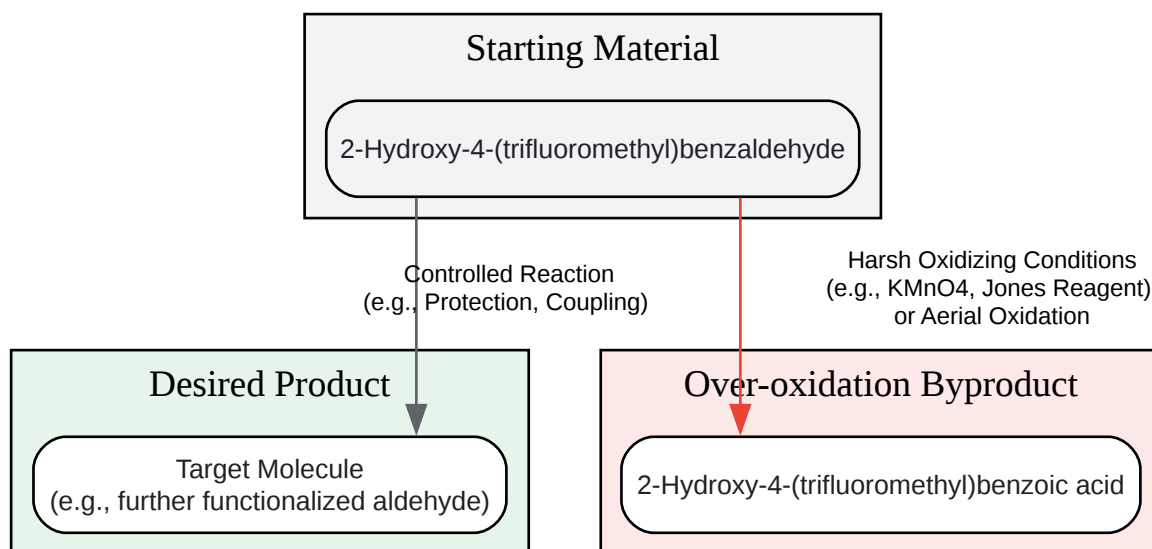 Starting Material
2-Hydroxy-4-(trifluoromethyl)benzaldehyde
Controlled Reaction
(e.g., Protection, Coupling)
Harsh Oxidizing Conditions
(e.g., KMnO4, Jones Reagent)
or Aerial Oxidation
Desired Product
Target Molecule
(e.g., further functionalized aldehyde)
Over-oxidation Byproduct
2-Hydroxy-4-(trifluoromethyl)benzoic acid